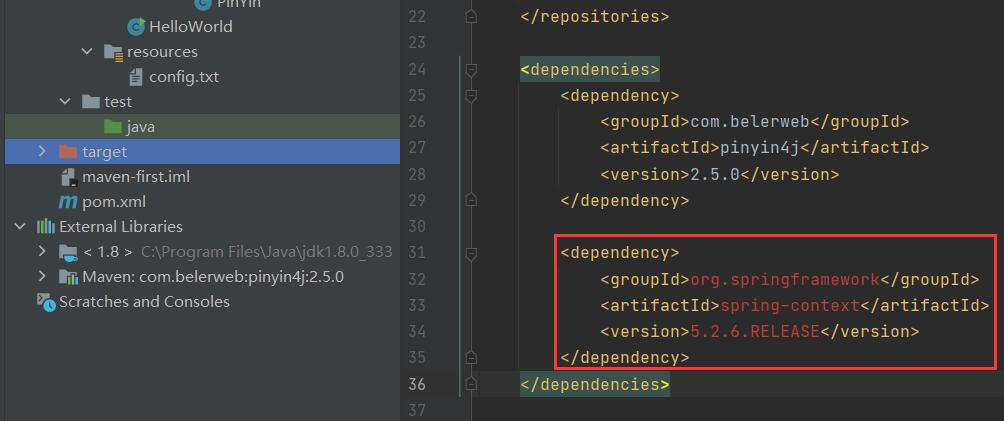 PinYin
HelloWorld
resources
config.txt
test
java
target
maven-first.iml
pom.xml
External Libraries
< 1.8 > C:\Program Files\Java\jdk1.8.0_333
Maven: com.belerweb:pinyin4j:2.5.0
Scratches and Consoles
22 </repositories>
23
24 <dependencies>
25 <dependency>
26 <groupId>com.belerweb</groupId>
27 <artifactId>pinyin4j</artifactId>
28 <version>2.5.0</version>
29 </dependency>
30
31 <dependency>
32 <groupId>org.springframework</groupId>
33 <artifactId>spring-context</artifactId>
34 <version>5.2.6.RELEASE</version>
35 </dependency>
36 </dependencies>
37